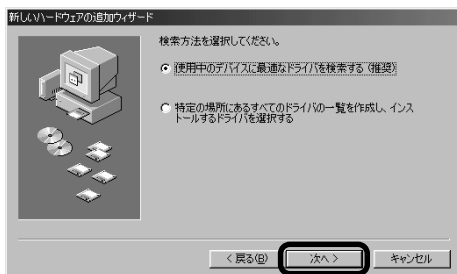 新しいハードウェアの追加ウィザード
検索方法を選択してください。
使用中のデバイスに最適なドライバを検索する（推奨）
特定の場所にあるすべてのドライバの一覧を作成し、インス
トールするドライバを選択する
< 戻る(B)
次へ >
キャンセル